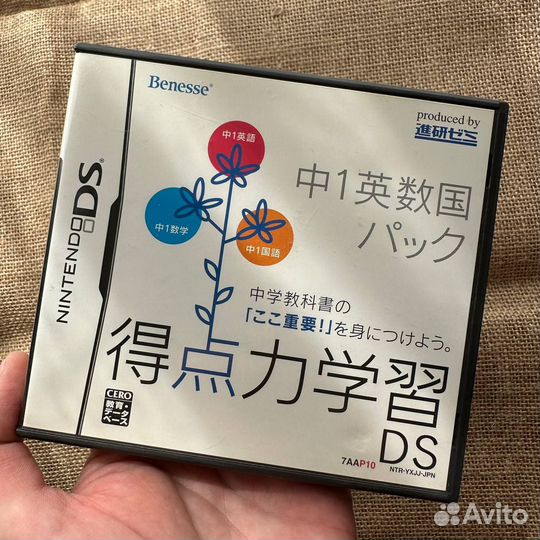 NINTENDO DS
Benesse®
produced by
進研ゼミ
中1英語
中1数学
中1国語
中1英数国
パック
中学教科書の
「ここ重要!」を身につけよう。
得点力学習
DS
CERO
教育・
データ
ベース
7AAP10
NTR-YXJJ-JPN
Avito